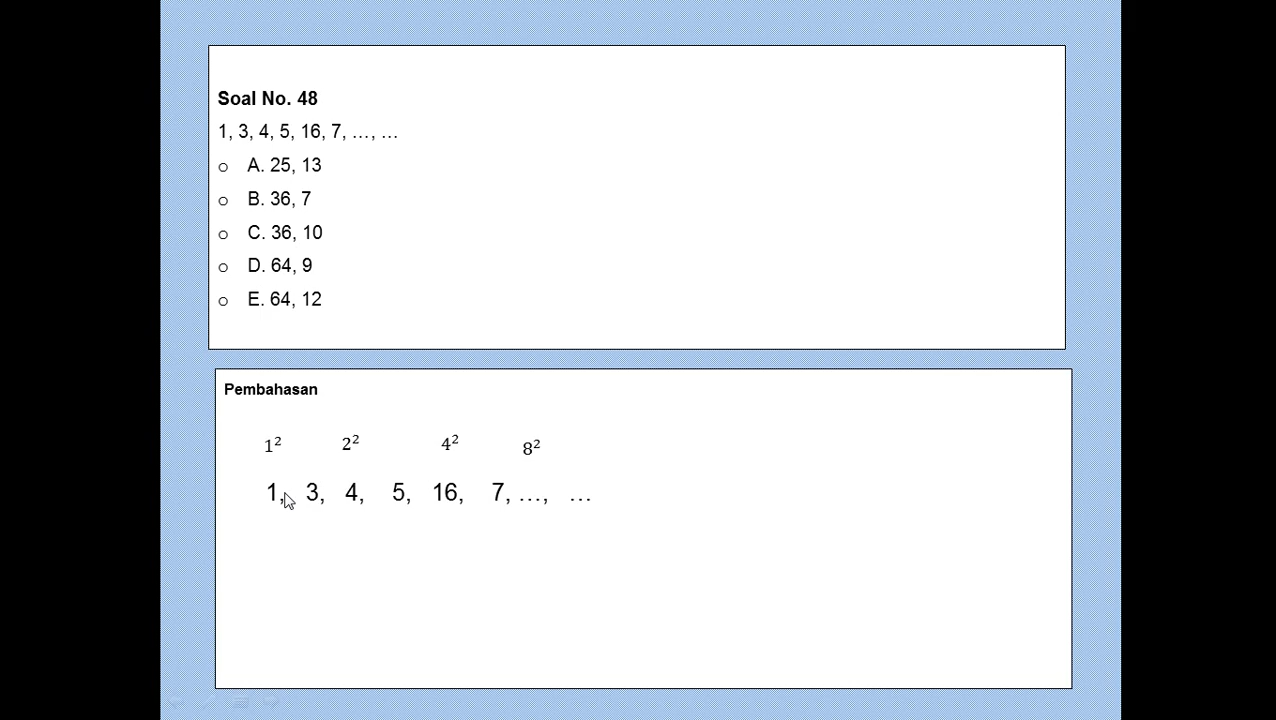 Soal No. 48
1, 3, 4, 5, 16, 7, …, …
o A. 25, 13
o B. 36, 7
o C. 36, 10
o D. 64, 9
o E. 64, 12
Pembahasan
1² 2² 4² 8²
1, 3, 4, 5, 16, 7, …, …